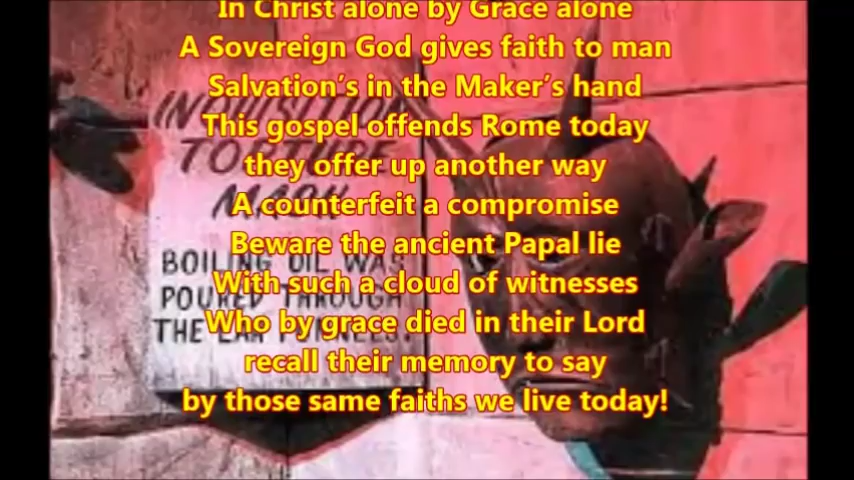 In Christ alone by Grace alone
A Sovereign God gives faith to man
Salvation's in the Maker's hand
This gospel offends Rome today
they offer up another way
A counterfeit a compromise
Beware the ancient Papal lie
With such a cloud of witnesses
Who by grace died in their Lord
recall their memory to say
by those same faiths we live today!
INQUISITION
TORTURE
MASK
BOILING OIL WAS
POURED THROUGH
THE EAR FUNNELS.